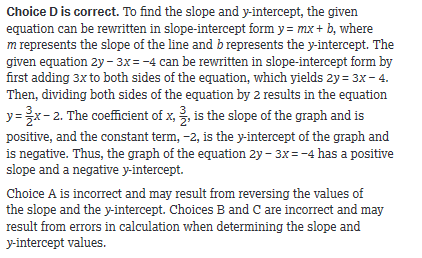 Choice D is correct. To find the slope and y-intercept, the given
equation can be rewritten in slope-intercept form y = mx + b, where
m represents the slope of the line and b represents the y-intercept. The
given equation 2y – 3x = –4 can be rewritten in slope-intercept form by
first adding 3x to both sides of the equation, which yields 2y = 3x – 4.
Then, dividing both sides of the equation by 2 results in the equation
y = 3/2x – 2. The coefficient of x, 3/2, is the slope of the graph and is
positive, and the constant term, –2, is the y-intercept of the graph and
is negative. Thus, the graph of the equation 2y – 3x = –4 has a positive
slope and a negative y-intercept.
Choice A is incorrect and may result from reversing the values of
the slope and the y-intercept. Choices B and C are incorrect and may
result from errors in calculation when determining the slope and
y-intercept values.